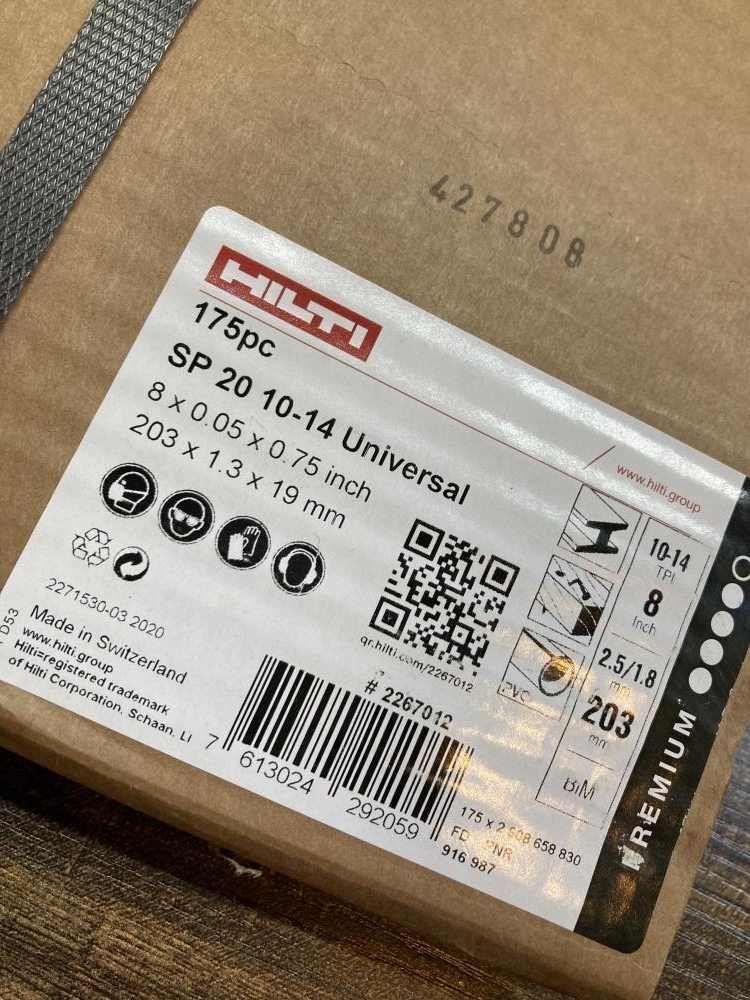 427808
HILTI
175pc
SP 20 10-14 Universal
8 x 0.05 x 0.75 inch
203 x 1.3 x 19 mm
www.hilti.group
10-14
TPI
8
Inch
2.5/1.8
mm
203
mm
BiM
PVC
PREMIUM
qr.hilti.com/2267012
# 2267012
2271530-03 2020
Made in Switzerland
www.hilti.group
Hilti=registered trademark
of Hilti Corporation, Schaan, LI
7 613024 292059
175 x 2 908 658 830
FD FNR
916 987